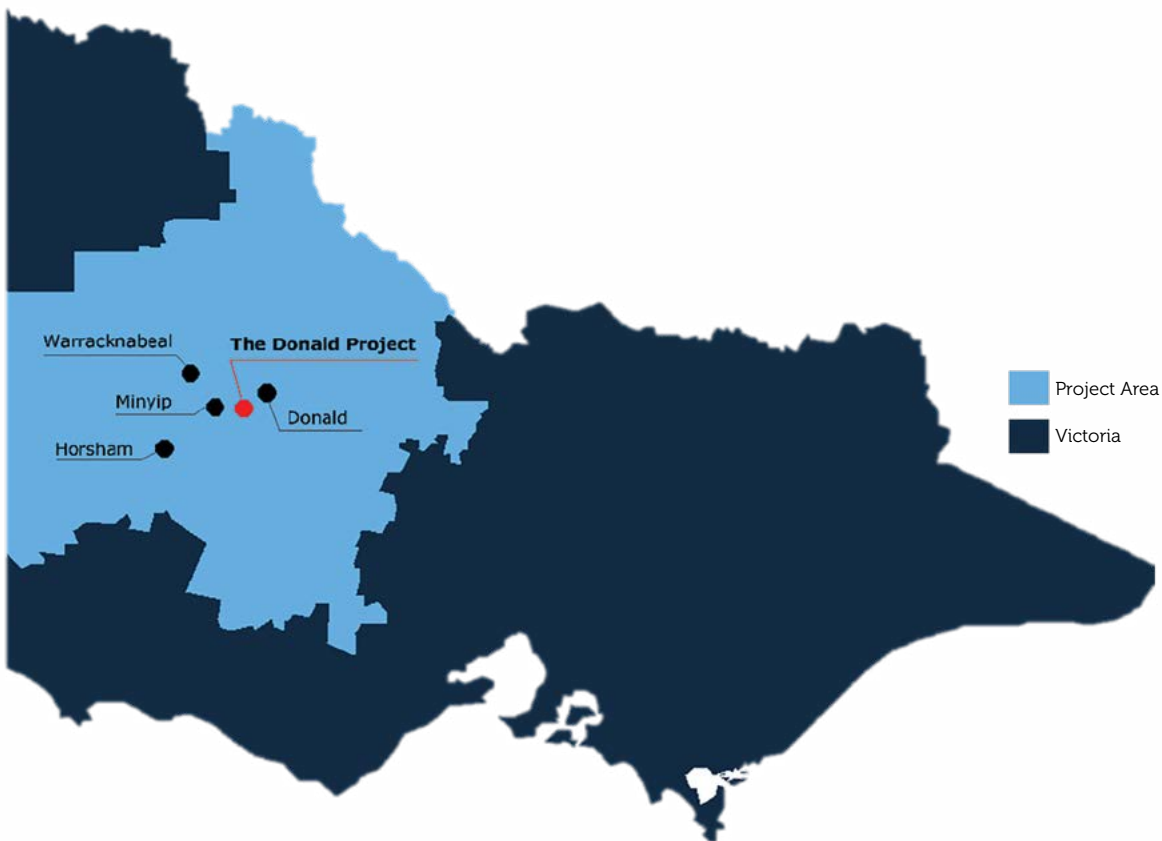 Warracknabeal
The Donald Project
Minyip
Donald
Horsham
Project Area
Victoria